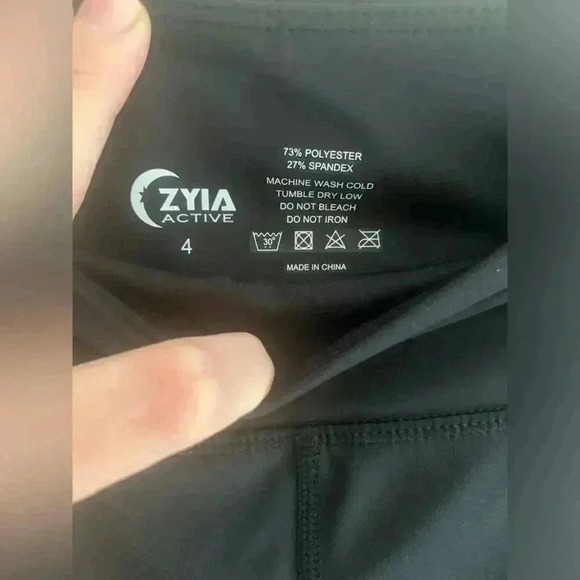 ZYIA
ACTIVE
4
73% POLYESTER
27% SPANDEX
MACHINE WASH COLD
TUMBLE DRY LOW
DO NOT BLEACH
DO NOT IRON
30°
MADE IN CHINA